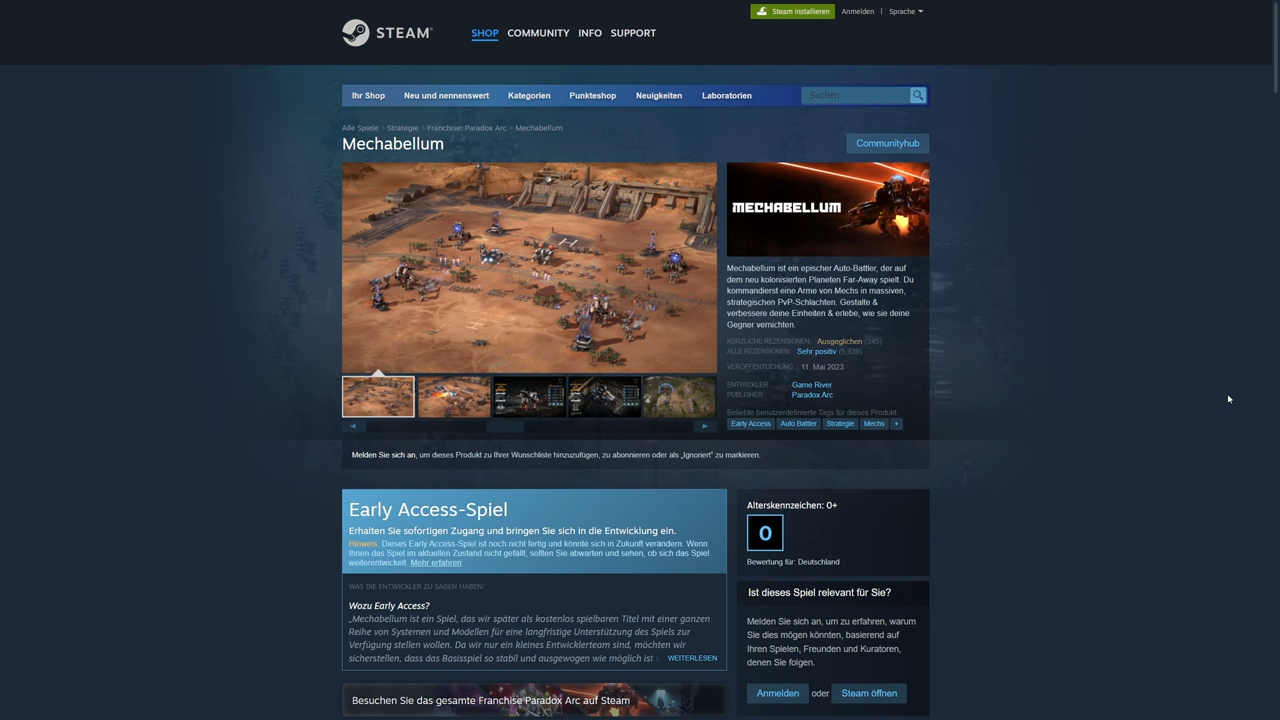 Steam installieren
Anmelden | Sprache
STEAM®
SHOP COMMUNITY INFO SUPPORT
Ihr Shop Neu und nennenswert Kategorien Punkteshop Neuigkeiten Laboratorien Suchen
Alle Spiele > Strategie > Franchise: Paradox Arc > Mechabellum
Mechabellum
Communityhub
MECHABELLUM
Mechabellum ist ein epischer Auto-Battler, der auf
dem neu kolonisierten Planeten Far-Away spielt. Du
kommandierst eine Arme von Mechs in massiven,
strategischen PvP-Schlachten. Gestalte &
verbessere deine Einheiten & erlebe, wie sie deine
Gegner vernichten.
KÜRZLICHE REZENSIONEN: Ausgeglichen (345)
ALLE REZENSIONEN: Sehr positiv (5,939)
VERÖFFENTLICHUNG: 11. Mai 2023
ENTWICKLER: Game River
PUBLISHER: Paradox Arc
Beliebte benutzerdefinierte Tags für dieses Produkt:
Early Access Auto Battler Strategie Mechs +
Melden Sie sich an, um dieses Produkt zu Ihrer Wunschliste hinzuzufügen, zu abonnieren oder als „Ignoriert" zu markieren.
Early Access-Spiel
Erhalten Sie sofortigen Zugang und bringen Sie sich in die Entwicklung ein.
Hinweis: Dieses Early Access-Spiel ist noch nicht fertig und könnte sich in Zukunft verändern. Wenn
Ihnen das Spiel im aktuellen Zustand nicht gefällt, sollten Sie abwarten und sehen, ob sich das Spiel
weiterentwickelt. Mehr erfahren
WAS DIE ENTWICKLER ZU SAGEN HABEN:
Wozu Early Access?
„Mechabellum ist ein Spiel, das wir später als kostenlos spielbaren Titel mit einer ganzen
Reihe von Systemen und Modellen für eine langfristige Unterstützung des Spiels zur
Verfügung stellen wollen. Da wir nur ein kleines Entwicklerteam sind, möchten wir
sicherstellen, dass das Basisspiel so stabil und ausgewogen wie möglich ist
WEITERLESEN
Besuchen Sie das gesamte Franchise Paradox Arc auf Steam
Alterskennzeichen: 0+
0
Bewertung für: Deutschland
Ist dieses Spiel relevant für Sie?
Melden Sie sich an, um zu erfahren, warum
Sie dies mögen könnten, basierend auf
Ihren Spielen, Freunden und Kuratoren,
denen Sie folgen.
Anmelden oder Steam öffnen